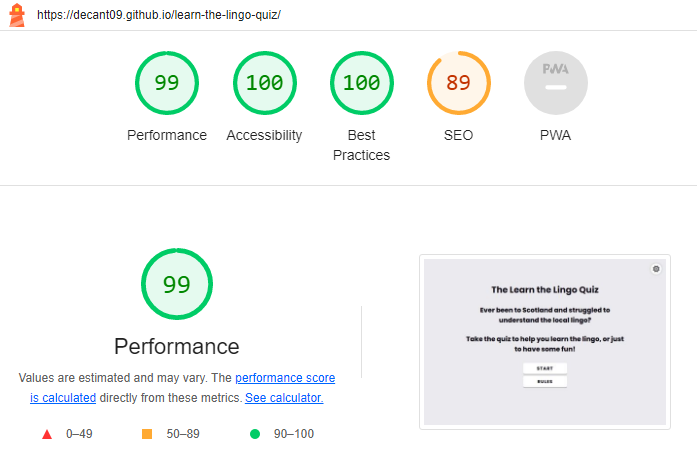 https://decant09.github.io/learn-the-lingo-quiz/
99
100
100
89
PWA
Performance
Accessibility
Best
Practices
SEO
PWA
99
Performance
Values are estimated and may vary. The performance score
is calculated directly from these metrics. See calculator.
0–49
50–89
90–100
The Learn the Lingo Quiz
Ever been to Scotland and struggled to
understand the local lingo?
Take the quiz to help you learn the lingo, or just
to have some fun!
START
RULES